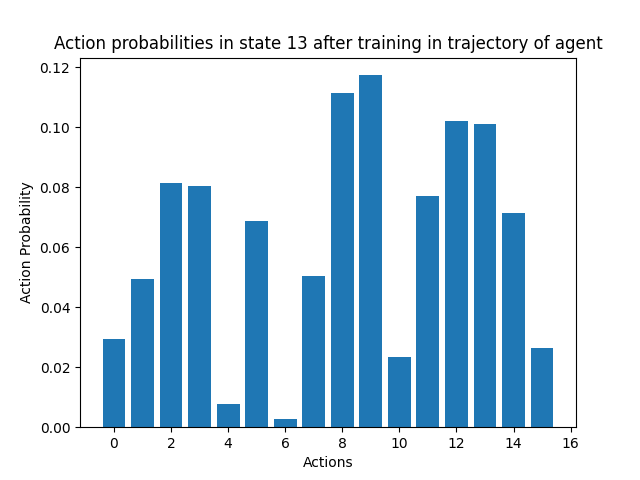 Action probabilities in state 13 after training in trajectory of agent
0.12
0.10
0.08
0.06
0.04
0.02
0.00
Action Probability
0 2 4 6 8 10 12 14 16
Actions